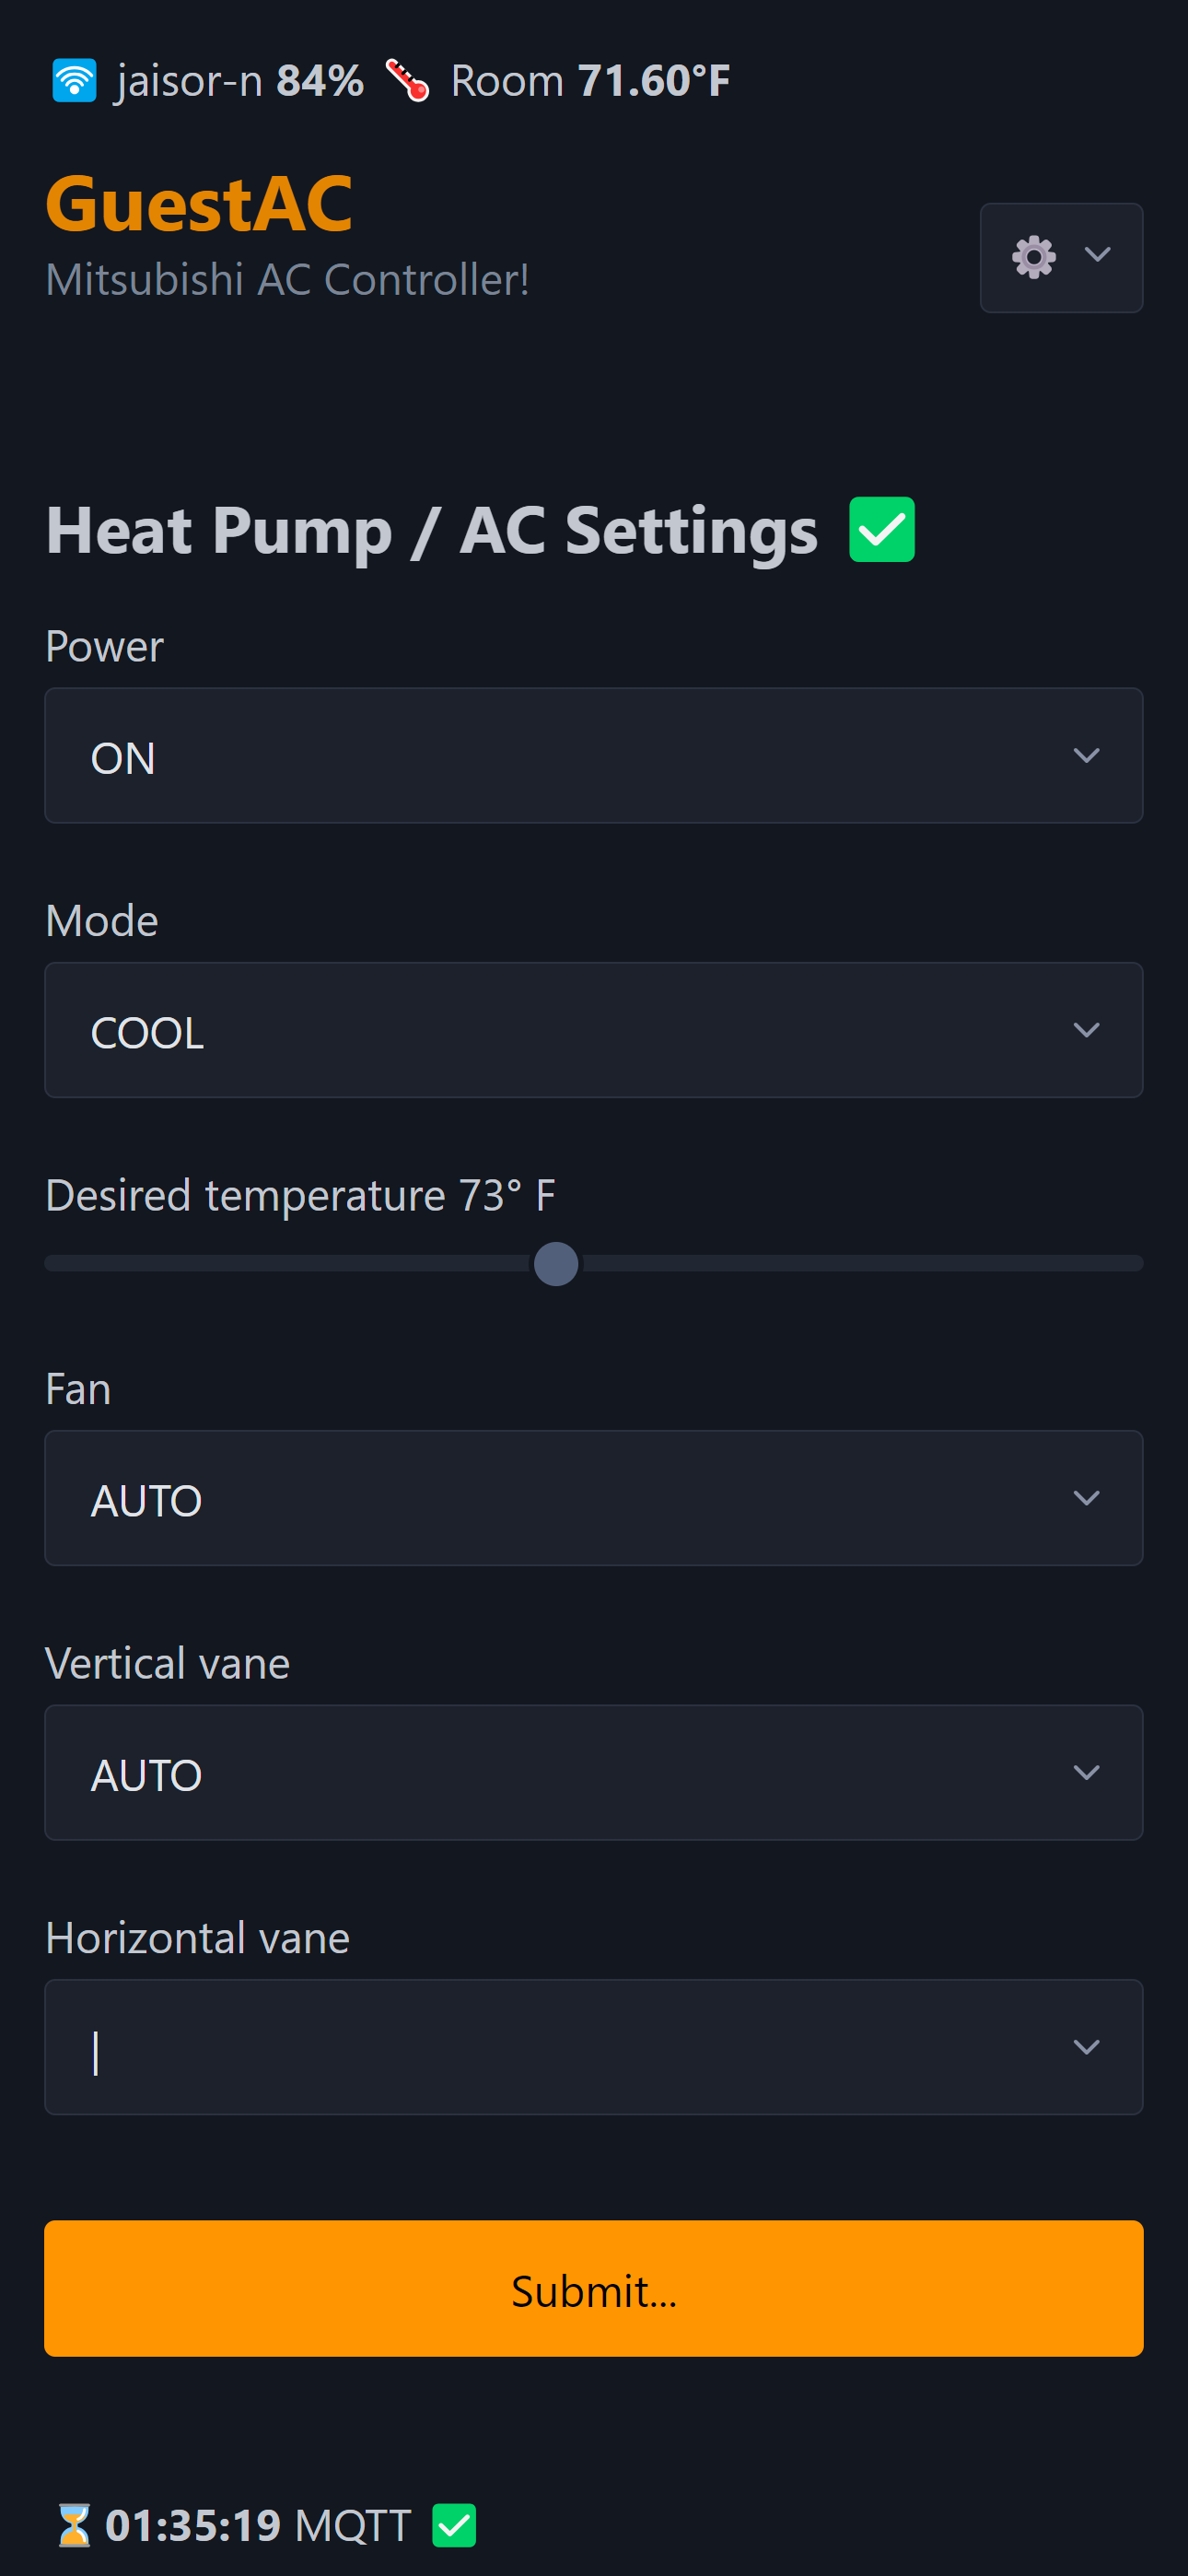 jaisor-n 84% Room 71.60°F
GuestAC
Mitsubishi AC Controller!
Heat Pump / AC Settings
Power
ON
Mode
COOL
Desired temperature 73° F
Fan
AUTO
Vertical vane
AUTO
Horizontal vane
|
Submit...
01:35:19 MQTT